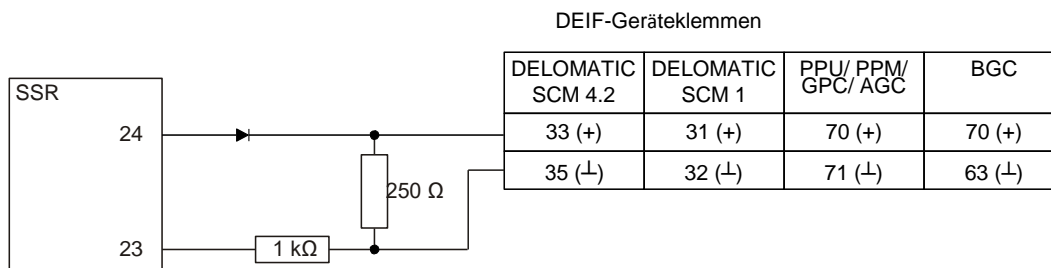 DEIF-Geräteklemmen
DELOMATIC SCM 4.2
DELOMATIC SCM 1
PPU/ PPM/ GPC/ AGC
BGC
SSR
24
33 (+)
31 (+)
70 (+)
70 (+)
35 (⊥)
32 (⊥)
71 (⊥)
63 (⊥)
250 Ω
23
1 kΩ